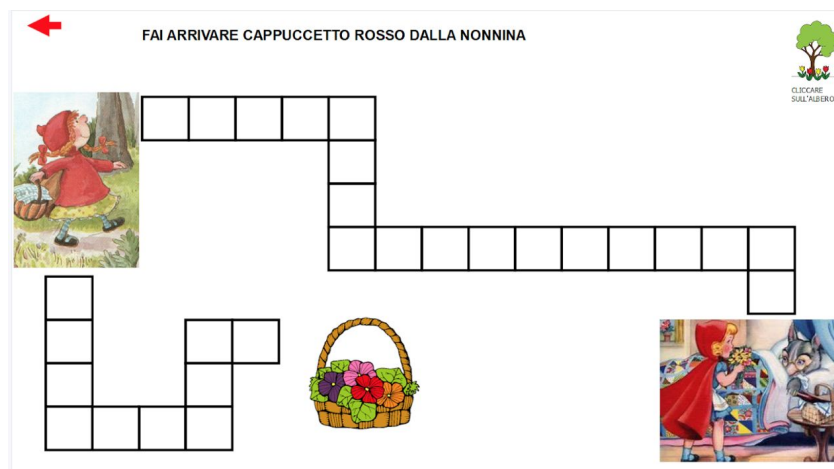 FAI ARRIVARE CAPPUCCETTO ROSSO DALLA NONNINA
CLICCARE
SULL'ALBERO